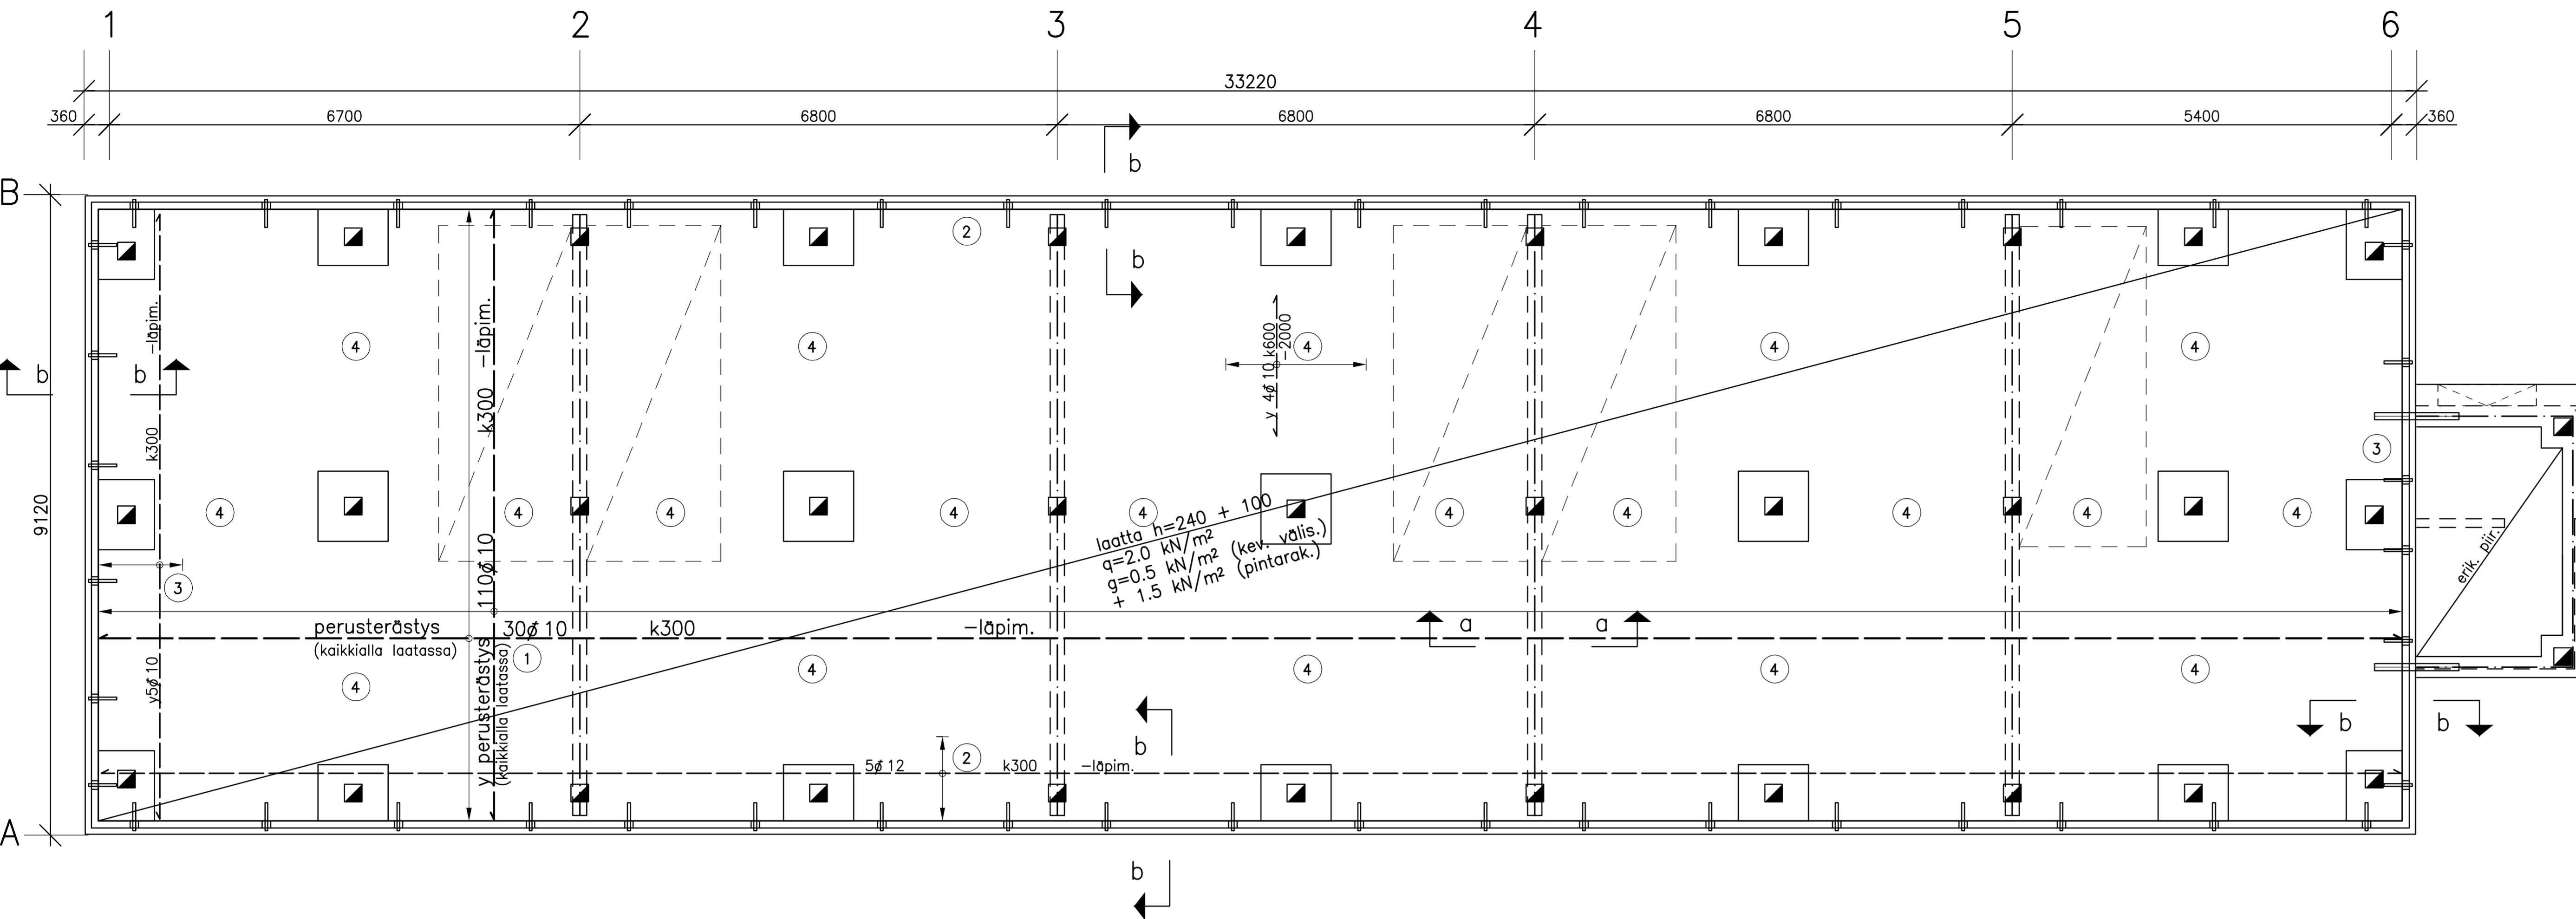 1 2 3 4 5 6
33220
360 6700 6800 6800 6800 5400 360
b
B
2
b
-läpim.
k300 -läpim.
y 4ø10 k600
-2000
4 4 4 4 4
b b
k300
3
9120
4 4 4 4 4 4 4 4 4 4
laatta h=240 + 100
q=2.0 kN/m²
g=0.5 kN/m² (kev. välis.)
+ 1.5 kN/m² (pintarak.)
erik. piir.
3
y perusterästys 110ø10
(kaikkialla laatassa)
perusterästys 30ø10 k300 -läpim.
(kaikkialla laatassa)
1
a a
y5ø10
4 4 4 4 4
b b
b
5ø12 2 k300 -läpim.
A
b